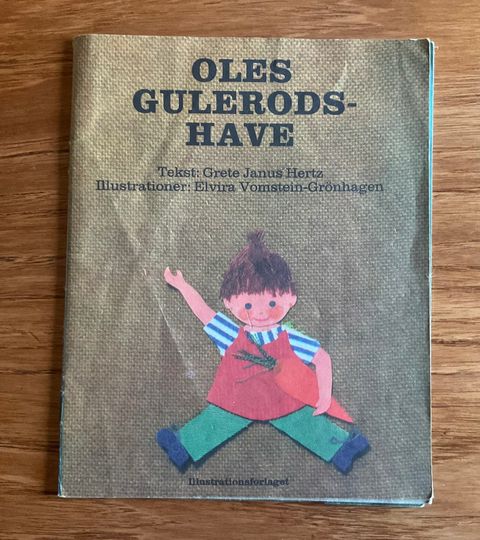 OLES
GULERODS-
HAVE
Tekst: Grete Janus Hertz
Illustrationer: Elvira Vomstein-Grönhagen
Illustrationsforlaget